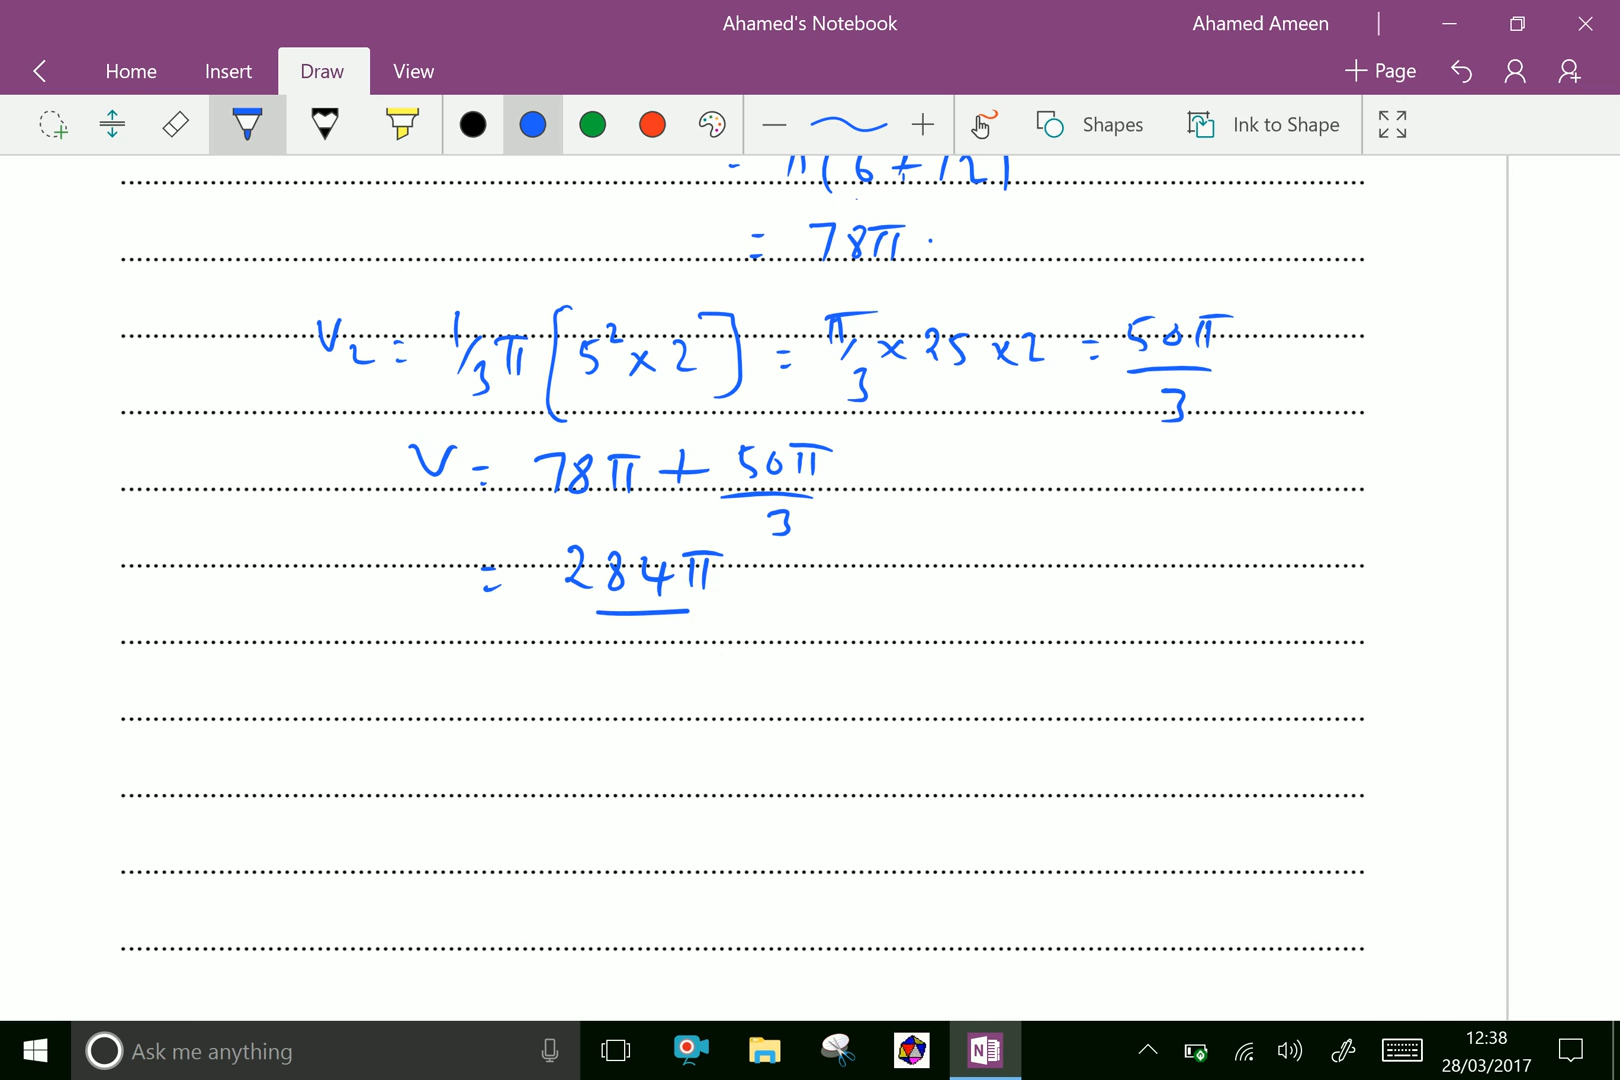 Ahamed's Notebook Ahamed Ameen
Home Insert Draw View Page
Shapes Ink to Shape
= π(6+12)
= 78π.
V₂ = 1/3 π [5² × 2] = π/3 × 25 × 2 = 50π/3
V = 78π + 50π/3
= 284π
Ask me anything
N
12:38
28/03/2017